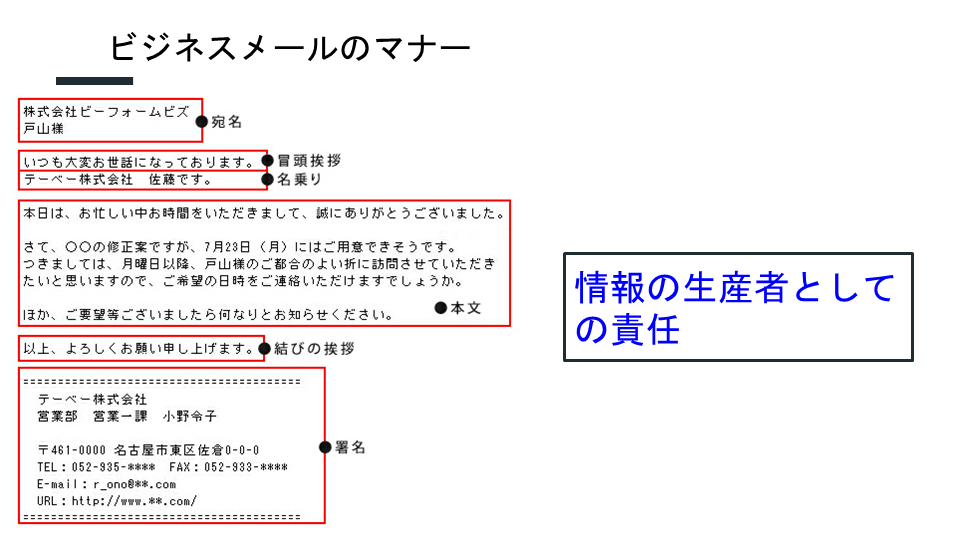 ビジネスメールのマナー
株式会社ビーフォームビズ
戸山様
●宛名
いつも大変お世話になっております。
●冒頭挨拶
テーベー株式会社　佐藤です。
●名乗り
本日は、お忙しい中お時間をいただきまして、誠にありがとうございました。
さて、〇〇の修正案ですが、7月23日（月）にはご用意できそうです。
つきましては、月曜日以降、戸山様のご都合のよい折に訪問させていただき
たいと思いますので、ご希望の日時をご連絡いただけますでしょうか。
ほか、ご要望等ございましたら何なりとお知らせください。
●本文
以上、よろしくお願い申し上げます。
●結びの挨拶
========================================
テーベー株式会社
営業部　営業一課　小野令子
〒461-0000 名古屋市東区佐倉0-0-0
TEL：052-935-****　FAX：052-933-****
E-mail：r_ono@**.com
URL：http://www.**.com/
========================================
●署名
情報の生産者として
の責任